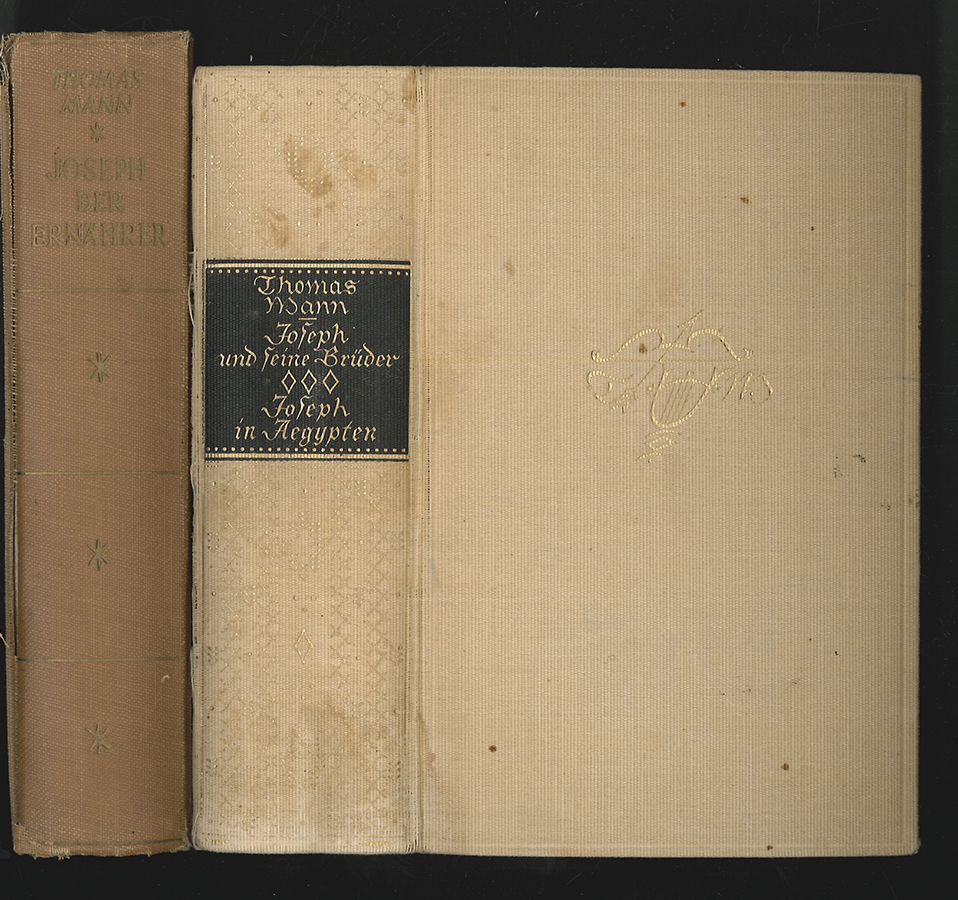 THOMAS
MANN
*
JOSEPH
DER
ERNÄHRER
Thomas
Mann
Joſeph
und ſeine Brüder
◊◊◊
Joſeph
in Aegypten